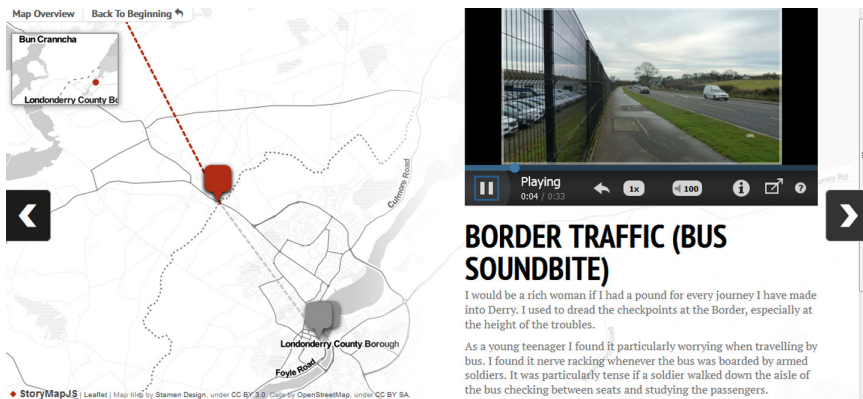 Map Overview
Back To Beginning
Bun Cranncha
Londonderry County Bo
Culmore Road
Londonderry County Borough
Foyle Road
StoryMapJS | Leaflet | Map tiles by Stamen Design, under CC BY 3.0. Data by OpenStreetMap, under CC BY SA.
Playing
0:04 / 0:33
1x
100
oney Rd
BORDER TRAFFIC (BUS
SOUNDBITE)
I would be a rich woman if I had a pound for every journey I have made
into Derry. I used to dread the checkpoints at the Border, especially at
the height of the troubles.
As a young teenager I found it particularly worrying when travelling by
bus. I found it nerve racking whenever the bus was boarded by armed
soldiers. It was particularly tense if a soldier walked down the aisle of
the bus checking between seats and studying the passengers.